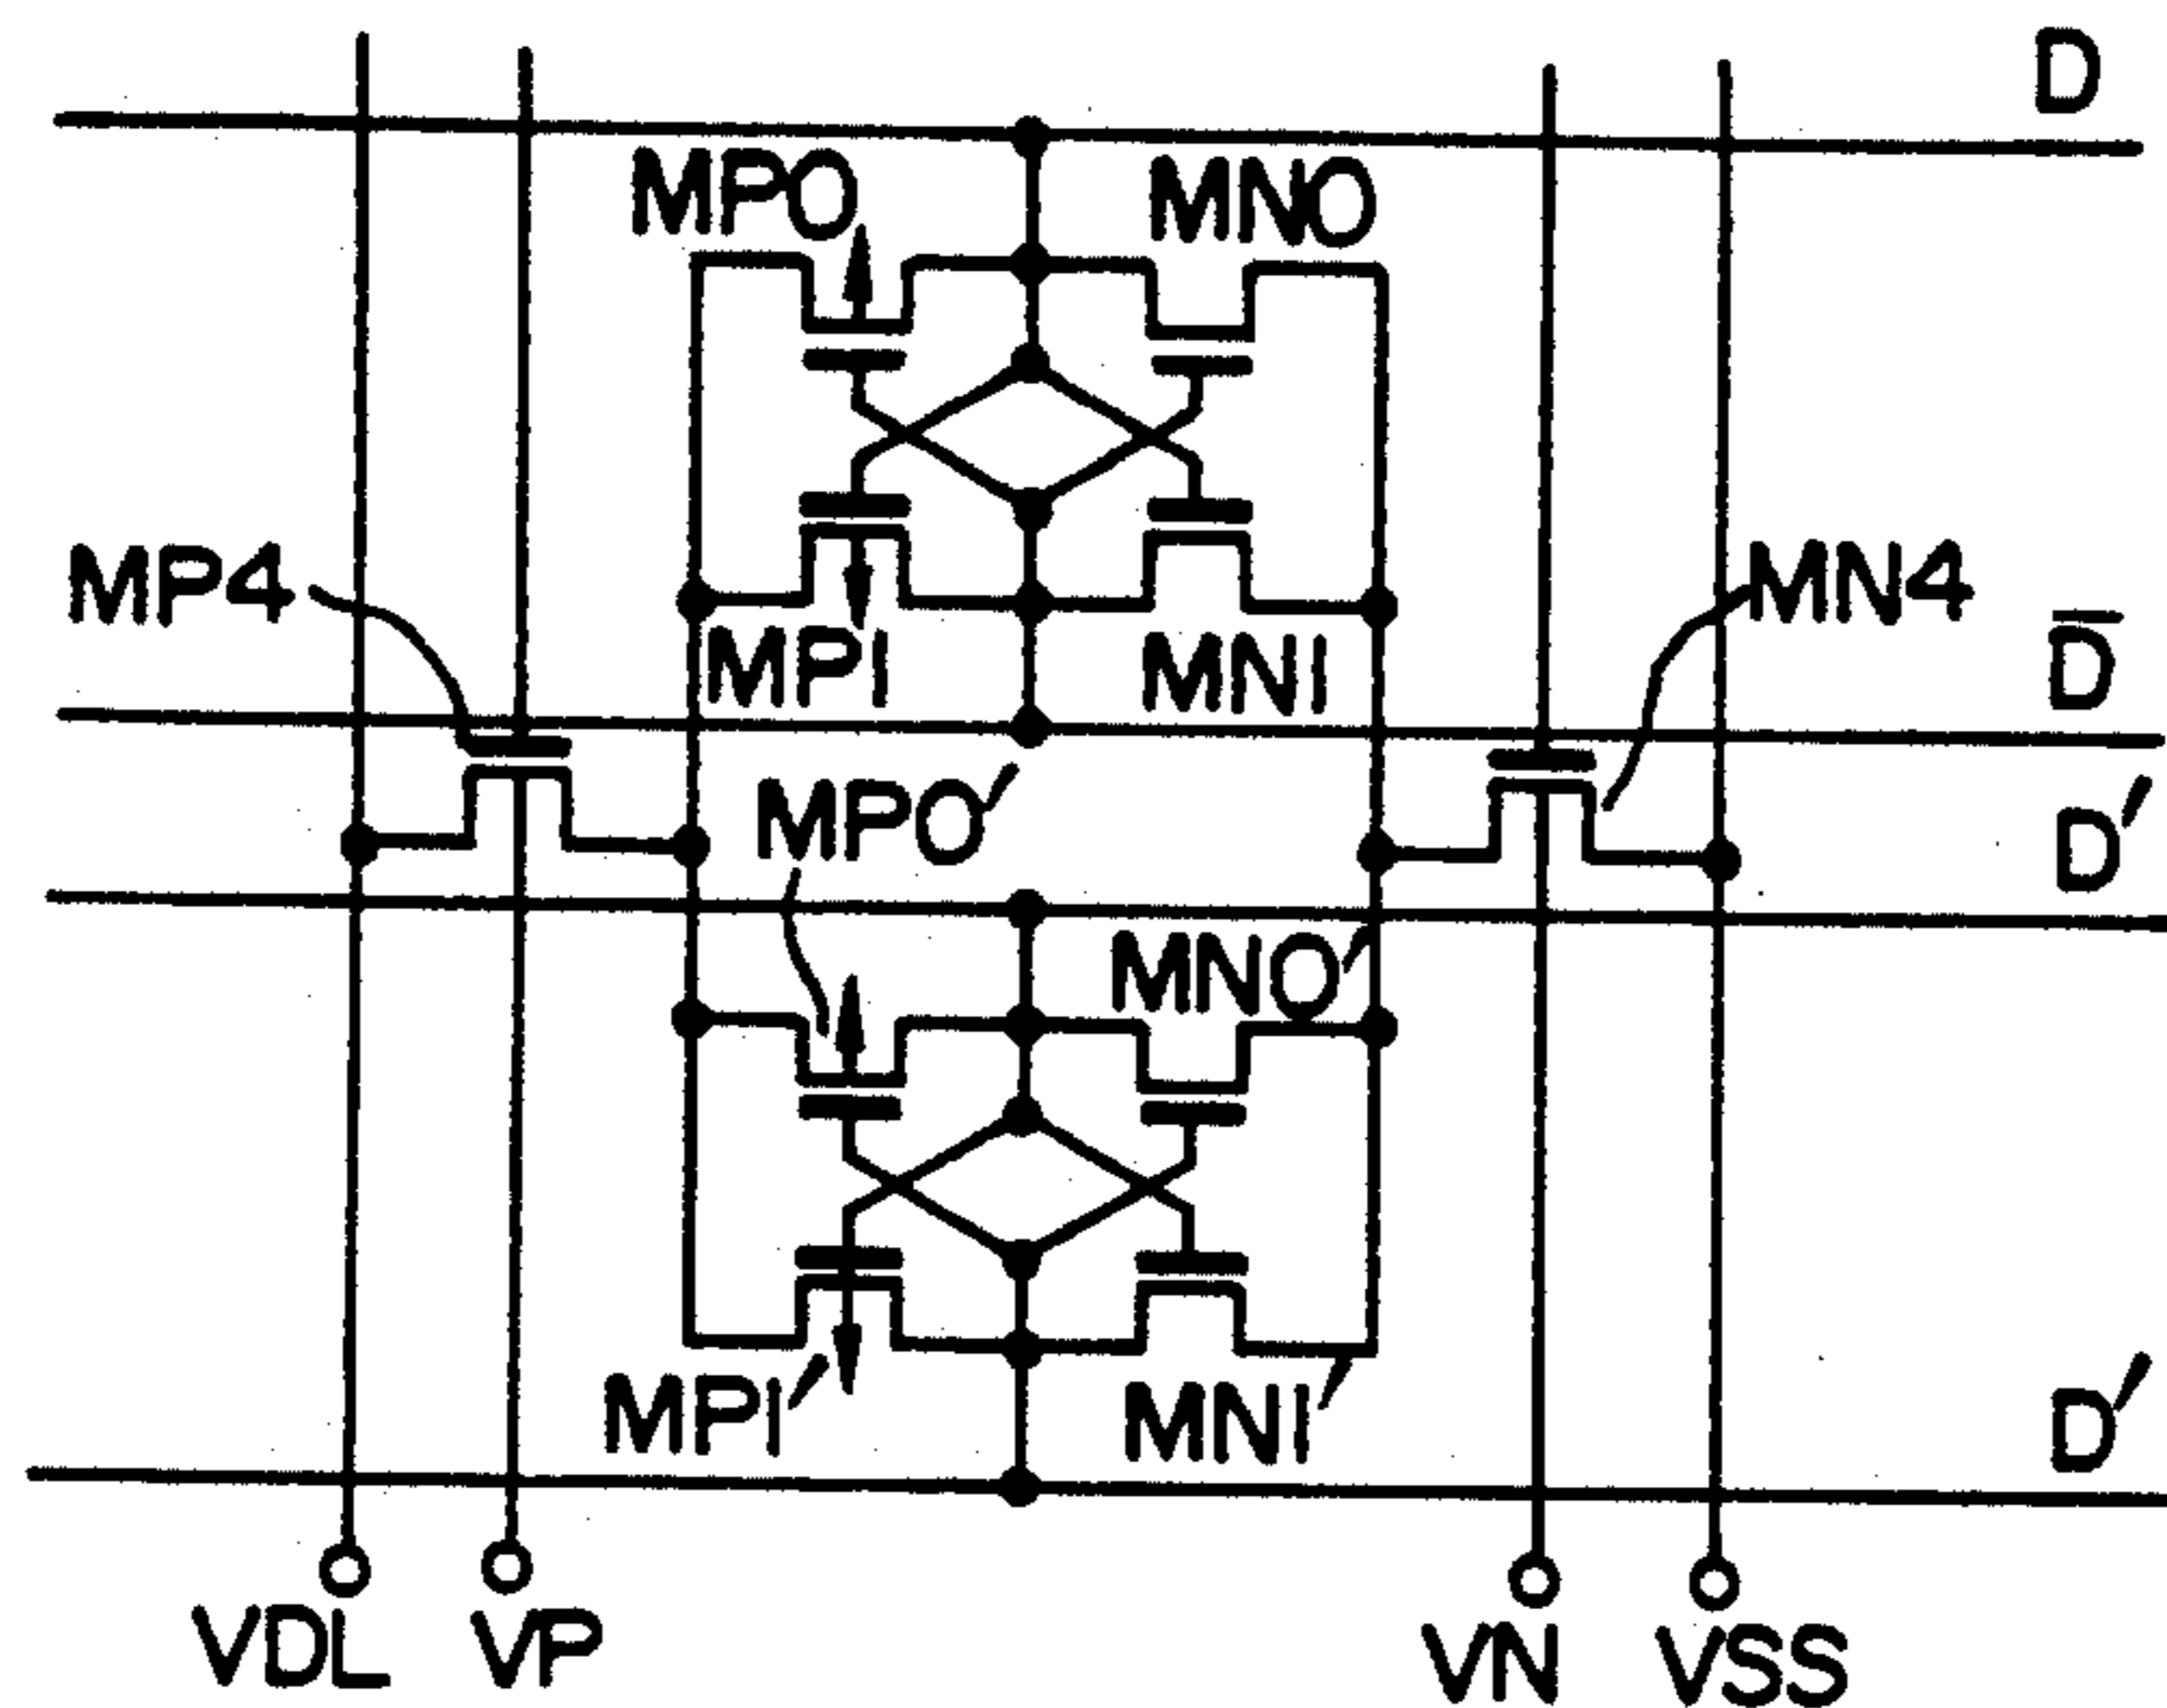 D
MPO MNO
MP4 MN4
MPI MNI
D̅
MPO′
D′
MNO′
MPI′ MNI′
D′
VDL VP VN VSS